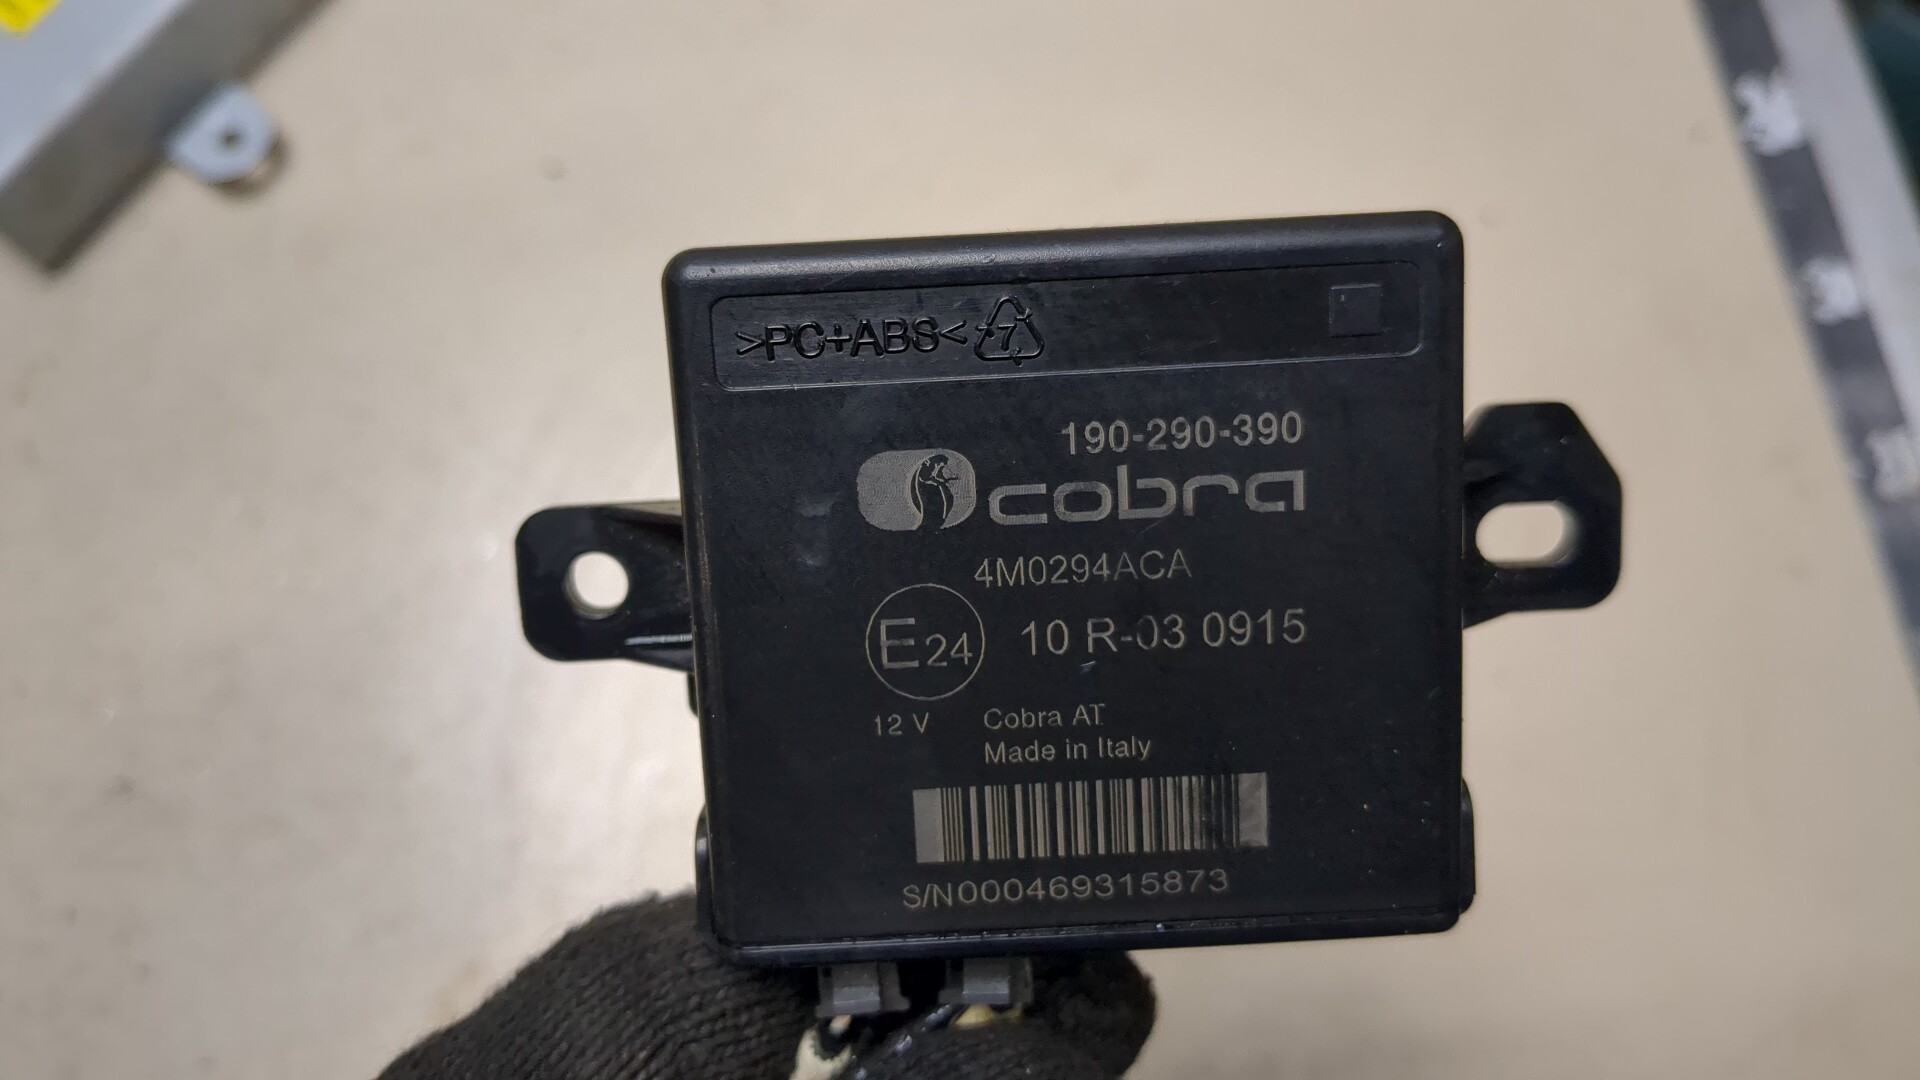 >PC+ABS< 7
190-290-390
cobra
4M0294ACA
E24 10 R-03 0915
12 V Cobra AT
Made in Italy
S/N000469315873